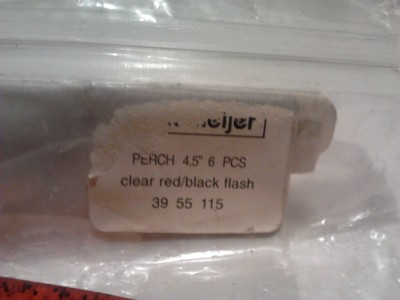 PERCH 4.5" 6 PCS
clear red/black flash
39 55 115